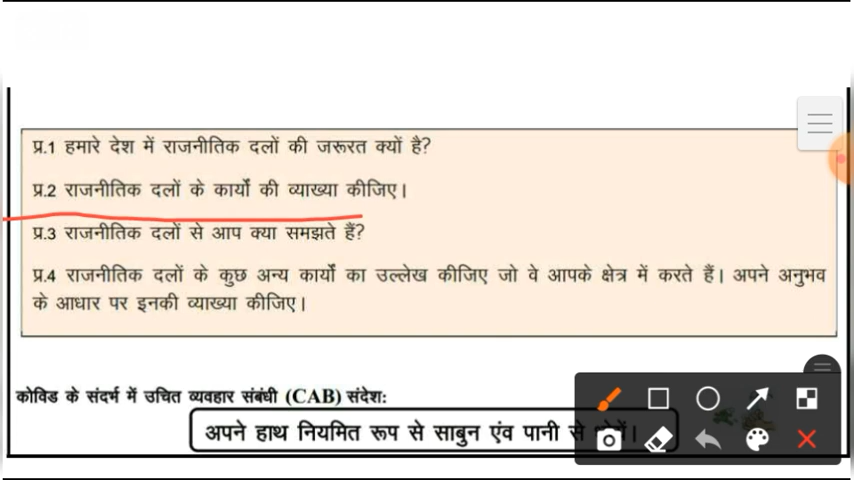 प्र.1 हमारे देश में राजनीतिक दलों की जरूरत क्यों है?
प्र.2 राजनीतिक दलों के कार्यों की व्याख्या कीजिए।
प्र.3 राजनीतिक दलों से आप क्या समझते हैं?
प्र.4 राजनीतिक दलों के कुछ अन्य कार्यों का उल्लेख कीजिए जो वे आपके क्षेत्र में करते हैं। अपने अनुभव
के आधार पर इनकी व्याख्या कीजिए।
कोविड के संदर्भ में उचित व्यवहार संबंधी (CAB) संदेश:
अपने हाथ नियमित रूप से साबुन एंव पानी से